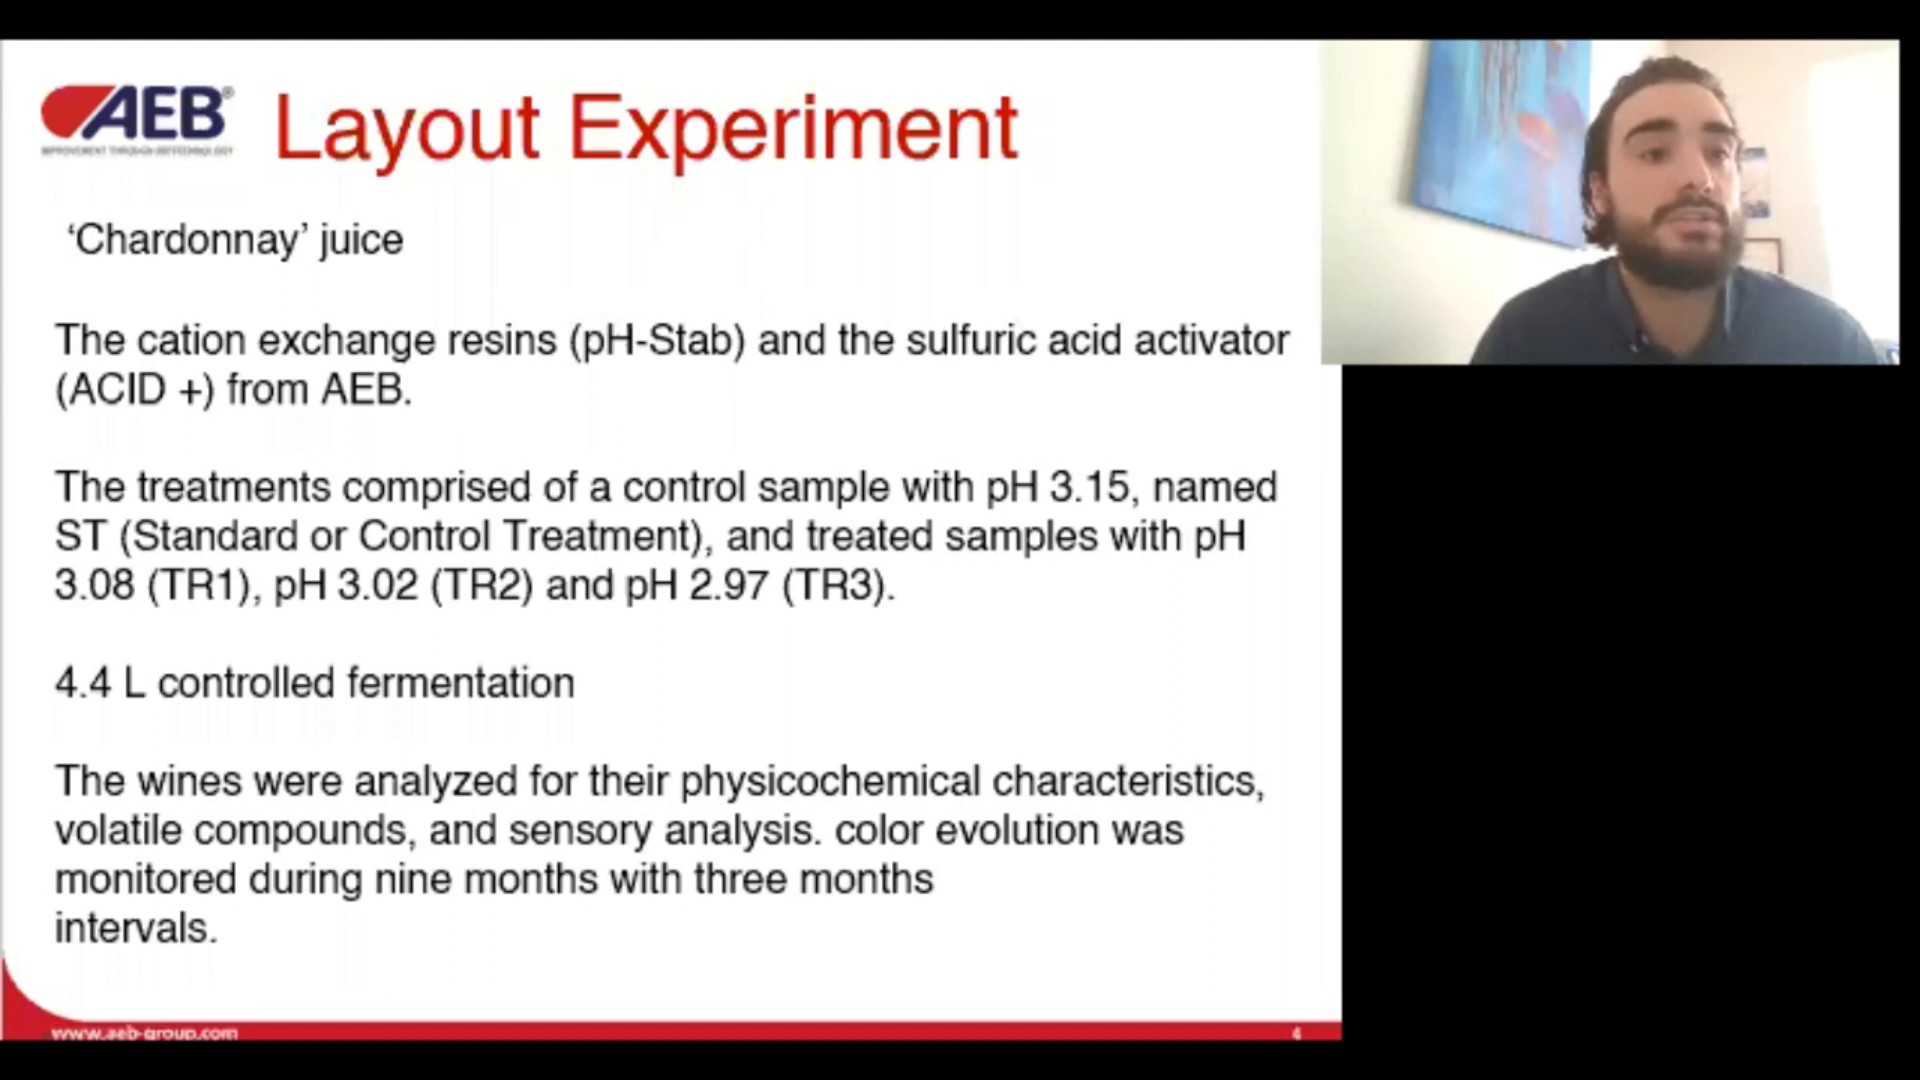 AEB®
IMPROVEMENT THROUGH BIOTECHNOLOGY
Layout Experiment
‘Chardonnay’ juice
The cation exchange resins (pH-Stab) and the sulfuric acid activator
(ACID +) from AEB.
The treatments comprised of a control sample with pH 3.15, named
ST (Standard or Control Treatment), and treated samples with pH
3.08 (TR1), pH 3.02 (TR2) and pH 2.97 (TR3).
4.4 L controlled fermentation
The wines were analyzed for their physicochemical characteristics,
volatile compounds, and sensory analysis. color evolution was
monitored during nine months with three months
intervals.
www.aeb-group.com
4